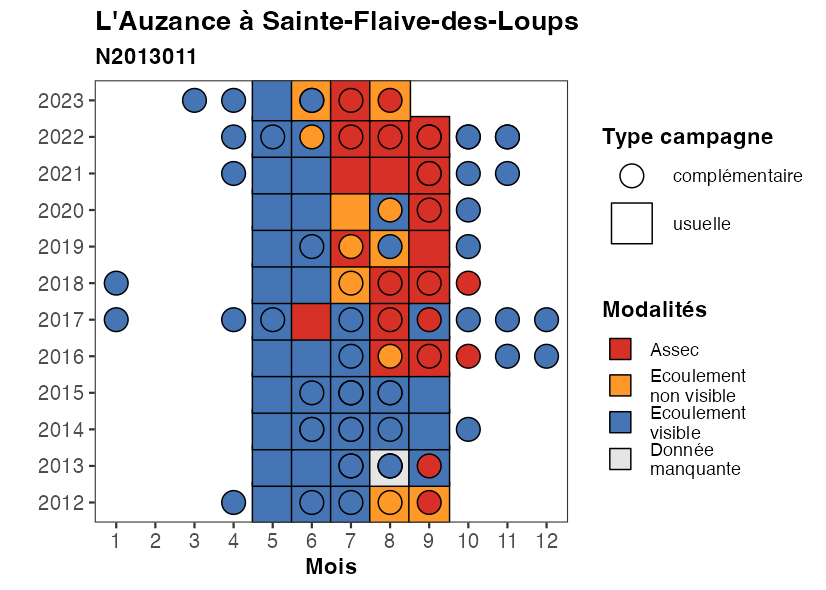 L'Auzance à Sainte-Flaive-des-Loups
N2013011
2023
2022
2021
2020
2019
2018
2017
2016
2015
2014
2013
2012
1 2 3 4 5 6 7 8 9 10 11 12
Mois
Type campagne
complémentaire
usuelle
Modalités
Assec
Ecoulement
non visible
Ecoulement
visible
Donnée
manquante